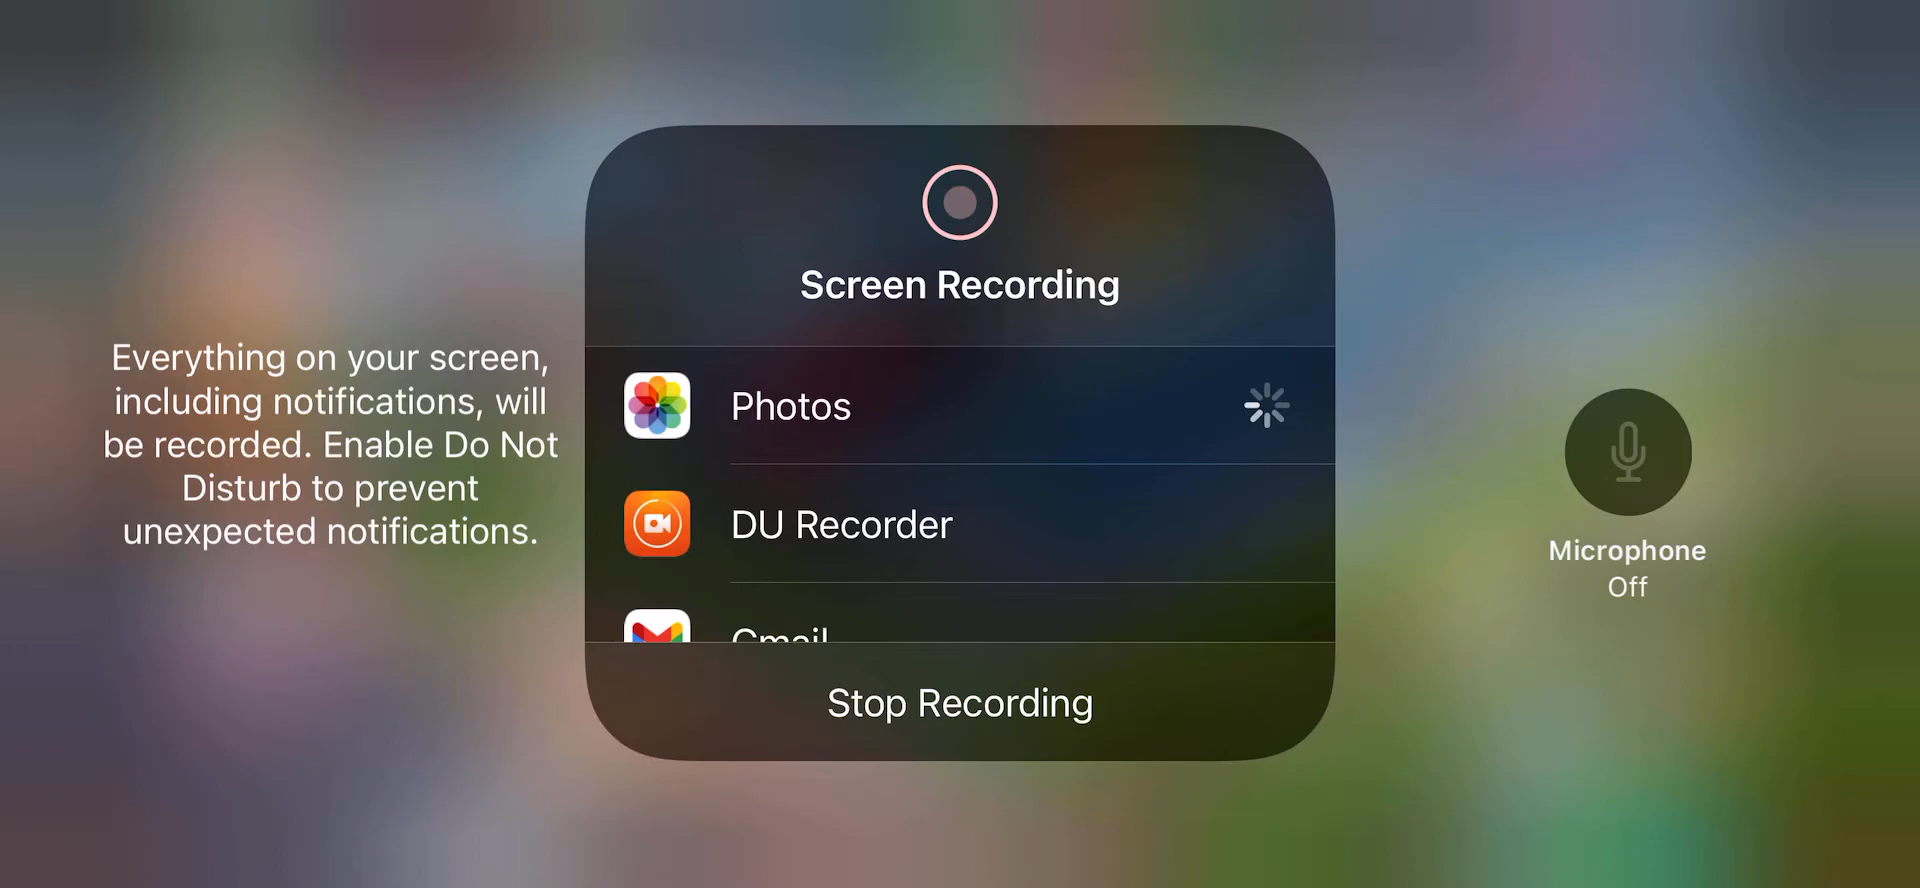 Everything on your screen,
including notifications, will
be recorded. Enable Do Not
Disturb to prevent
unexpected notifications.
Screen Recording
Photos
DU Recorder
Gmail
Stop Recording
Microphone
Off